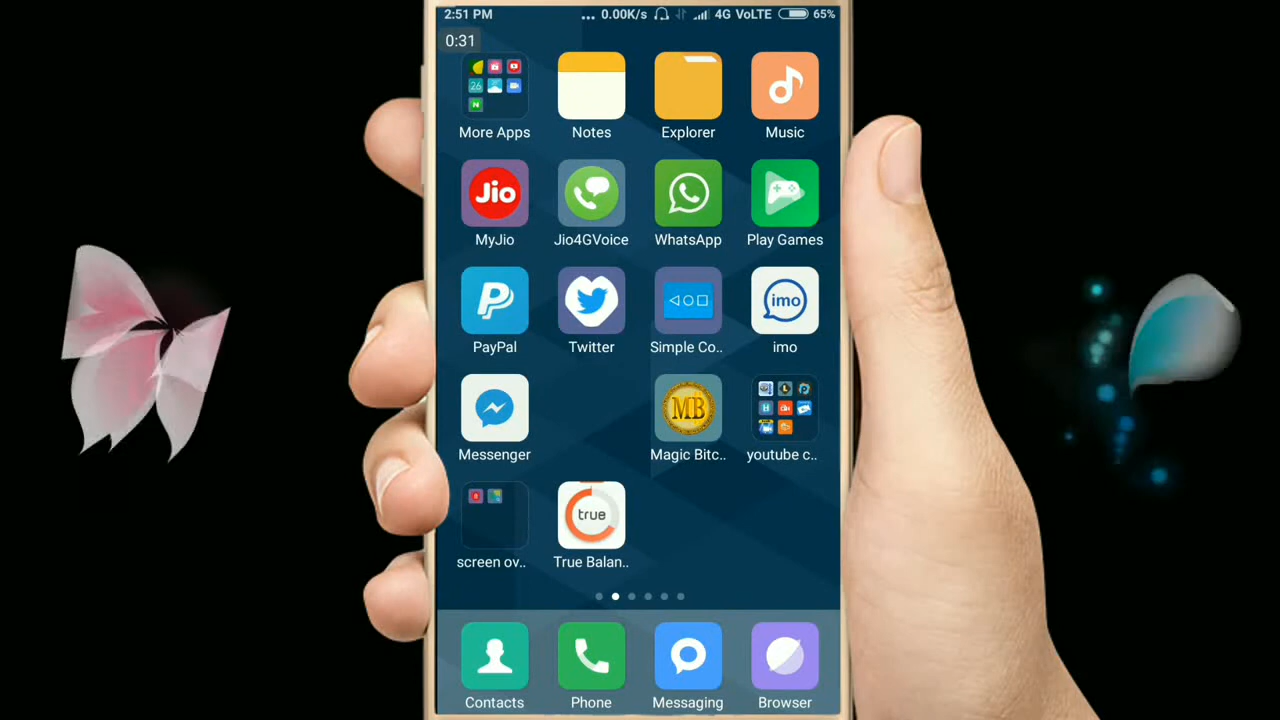 2:51 PM ... 0.00K/s 4G VoLTE 65%
0:31
26
More Apps Notes Explorer Music
Jio
MyJio Jio4GVoice WhatsApp Play Games
imo
PayPal Twitter Simple Co.. imo
MB
Messenger Magic Bitc.. youtube c..
true
screen ov.. True Balan..
Contacts Phone Messaging Browser